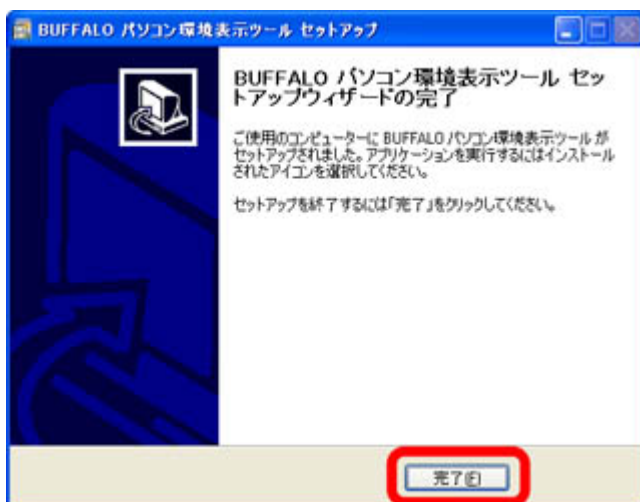 BUFFALO パソコン環境表示ツール セットアップ
BUFFALO パソコン環境表示ツール セッ
トアップウィザードの完了
ご使用のコンピューターに BUFFALO パソコン環境表示ツール が
セットアップされました。アプリケーションを実行するにはインストール
されたアイコンを選択してください。
セットアップを終了するには「完了」をクリックしてください。
完了(F)